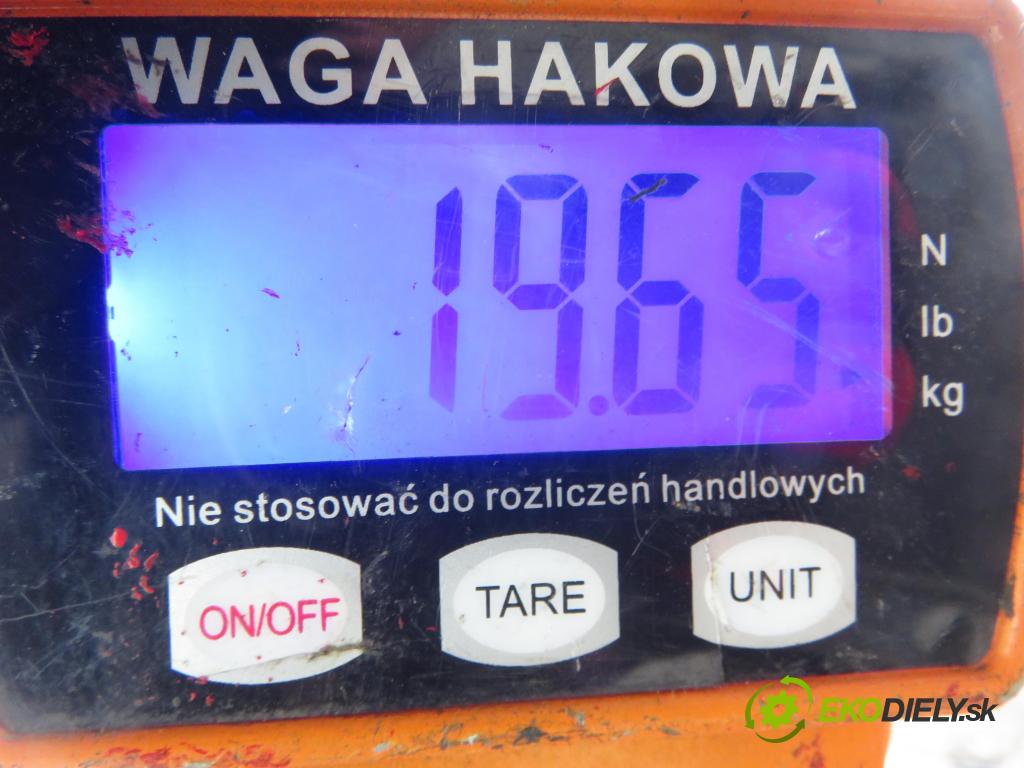 WAGA HAKOWA
19.65
N
lb
kg
Nie stosować do rozliczeń handlowych
ON/OFF
TARE
UNIT
EKODIELY.sk